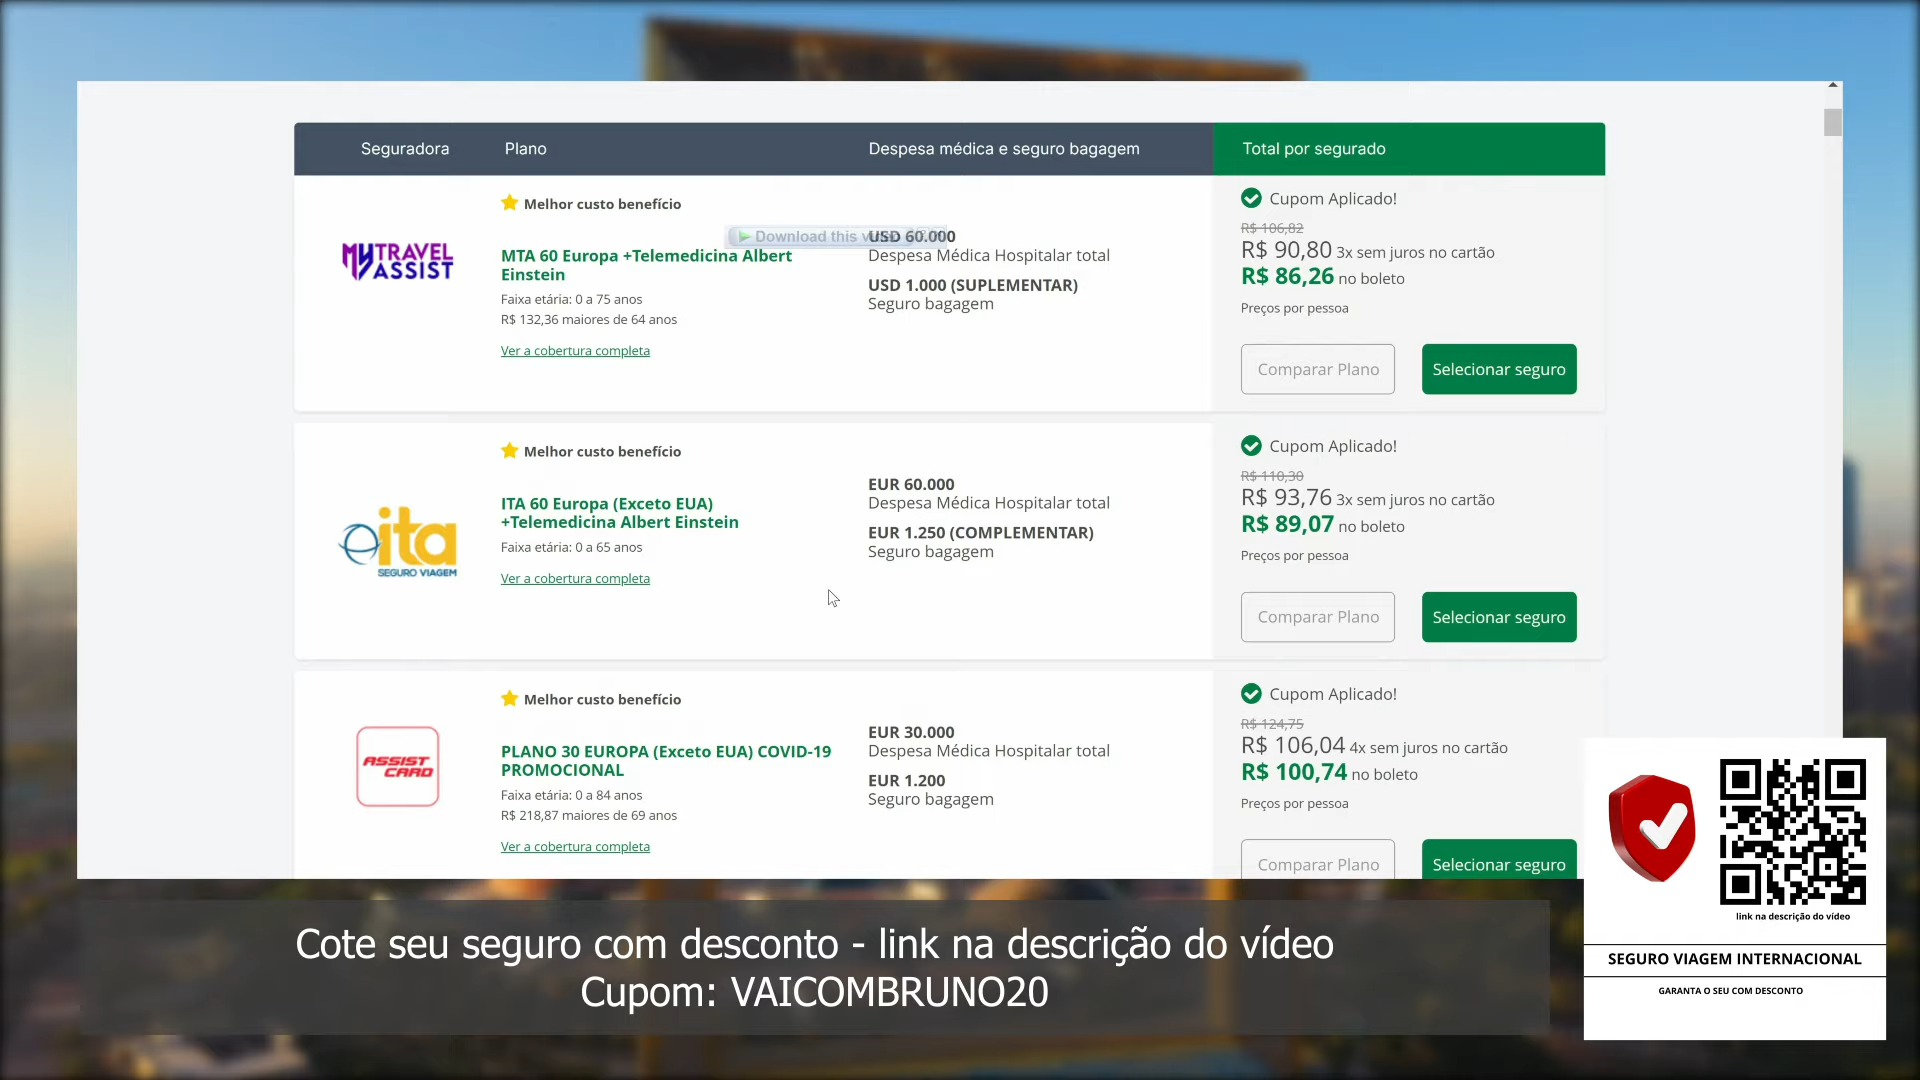 Seguradora
Plano
Despesa médica e seguro bagagem
Total por segurado
MY TRAVEL
ASSIST
Melhor custo benefício
MTA 60 Europa +Telemedicina Albert
Einstein
Faixa etária: 0 a 75 anos
R$ 132,36 maiores de 64 anos
Ver a cobertura completa
Download this
USD 60.000
Despesa Médica Hospitalar total
USD 1.000 (SUPLEMENTAR)
Seguro bagagem
Cupom Aplicado!
R$ 106,82
R$ 90,80 3x sem juros no cartão
R$ 86,26 no boleto
Preços por pessoa
Comparar Plano
Selecionar seguro
ita
SEGURO VIAGEM
Melhor custo benefício
ITA 60 Europa (Exceto EUA)
+Telemedicina Albert Einstein
Faixa etária: 0 a 65 anos
Ver a cobertura completa
EUR 60.000
Despesa Médica Hospitalar total
EUR 1.250 (COMPLEMENTAR)
Seguro bagagem
Cupom Aplicado!
R$ 110,30
R$ 93,76 3x sem juros no cartão
R$ 89,07 no boleto
Preços por pessoa
Comparar Plano
Selecionar seguro
ASSIST
CARD
Melhor custo benefício
PLANO 30 EUROPA (Exceto EUA) COVID-19
PROMOCIONAL
Faixa etária: 0 a 84 anos
R$ 218,87 maiores de 69 anos
Ver a cobertura completa
EUR 30.000
Despesa Médica Hospitalar total
EUR 1.200
Seguro bagagem
Cupom Aplicado!
R$ 124,75
R$ 106,04 4x sem juros no cartão
R$ 100,74 no boleto
Preços por pessoa
Comparar Plano
Selecionar seguro
link na descrição do vídeo
SEGURO VIAGEM INTERNACIONAL
GARANTA O SEU COM DESCONTO
Cote seu seguro com desconto - link na descrição do vídeo
Cupom: VAICOMBRUNO20